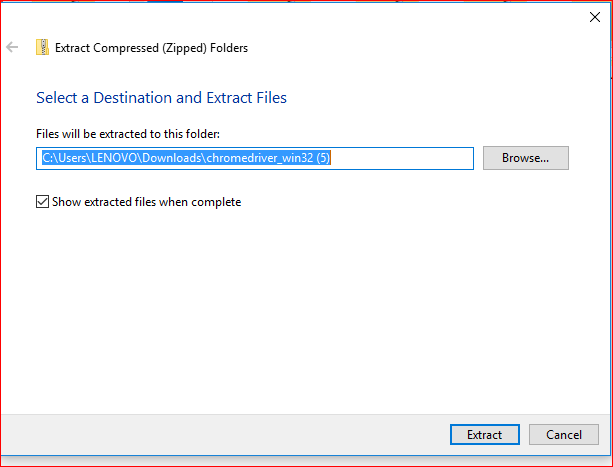 Extract Compressed (Zipped) Folders
Select a Destination and Extract Files
Files will be extracted to this folder:
C:\Users\LENOVO\Downloads\chromedriver_win32 (5)
Browse...
Show extracted files when complete
Extract
Cancel